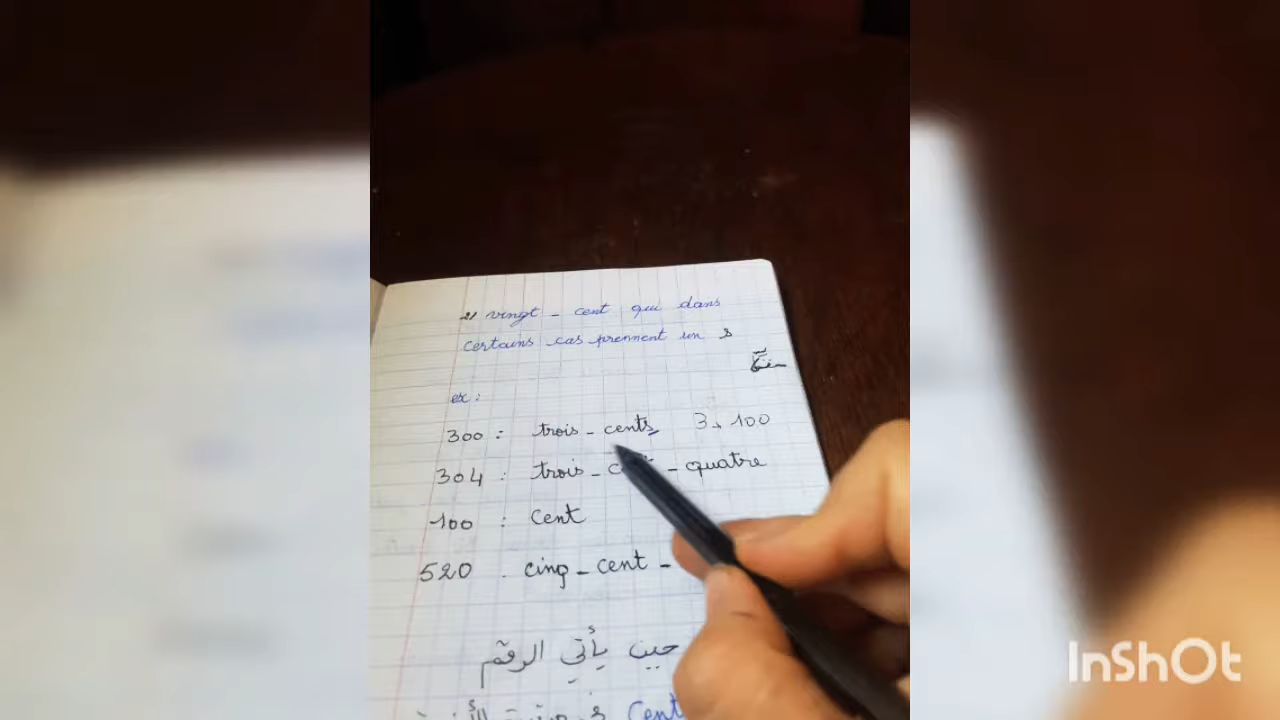 2/ vingt - cent qui dans
certains cas prennent un s
ex :
300 : trois - cents 3 x 100
304 : trois - - quatre
100 : cent
520 cinq - cent -
حين يأتي الرقم
Cent
InShOt